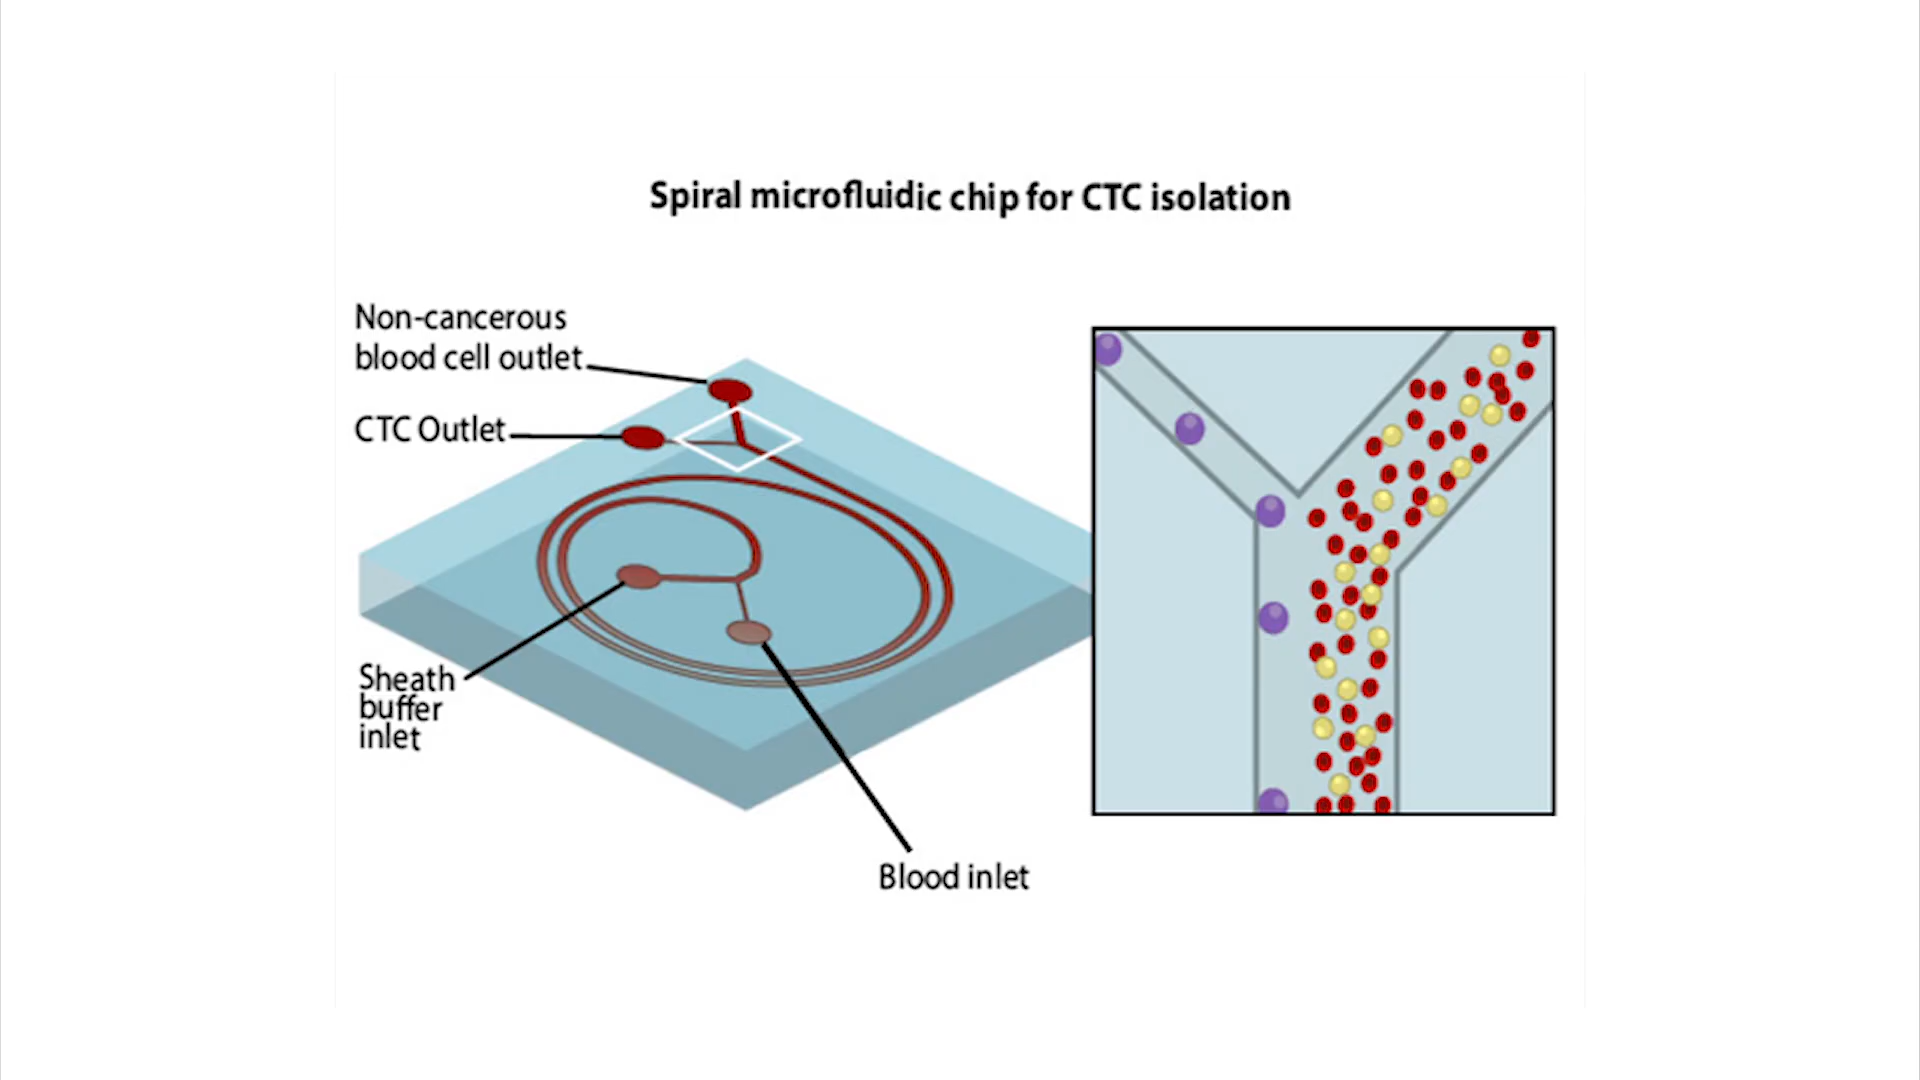 Spiral microfluidic chip for CTC isolation
Non-cancerous
blood cell outlet
CTC Outlet
Sheath
buffer
inlet
Blood inlet